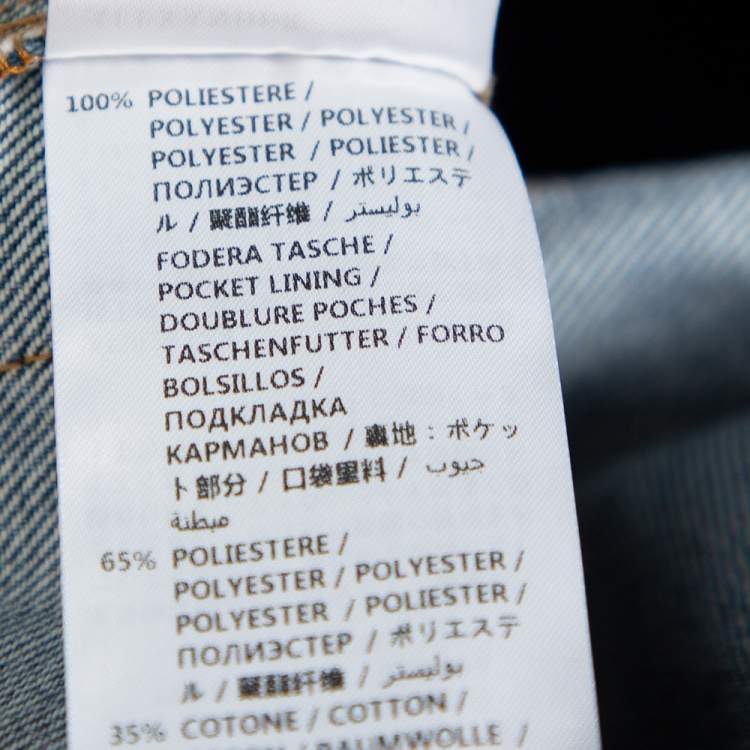 100% POLIESTERE /
POLYESTER / POLYESTER /
POLYESTER / POLIESTER /
ПОЛИЭСТЕР / ポリエステ
ル / 聚酯纤维 / بوليستر
FODERA TASCHE /
POCKET LINING /
DOUBLURE POCHES /
TASCHENFUTTER / FORRO
BOLSILLOS /
ПОДКЛАДКА
КАРМАНОВ / 裏地：ポケッ
ト部分 / 口袋里料 / جيوب
مبطنة
65% POLIESTERE /
POLYESTER / POLYESTER /
POLYESTER / POLIESTER /
ПОЛИЭСТЕР / ポリエステ
ル / 聚酯纤维 / بوليستر
35% COTONE / COTTON /
/ BAUMWOLLE /